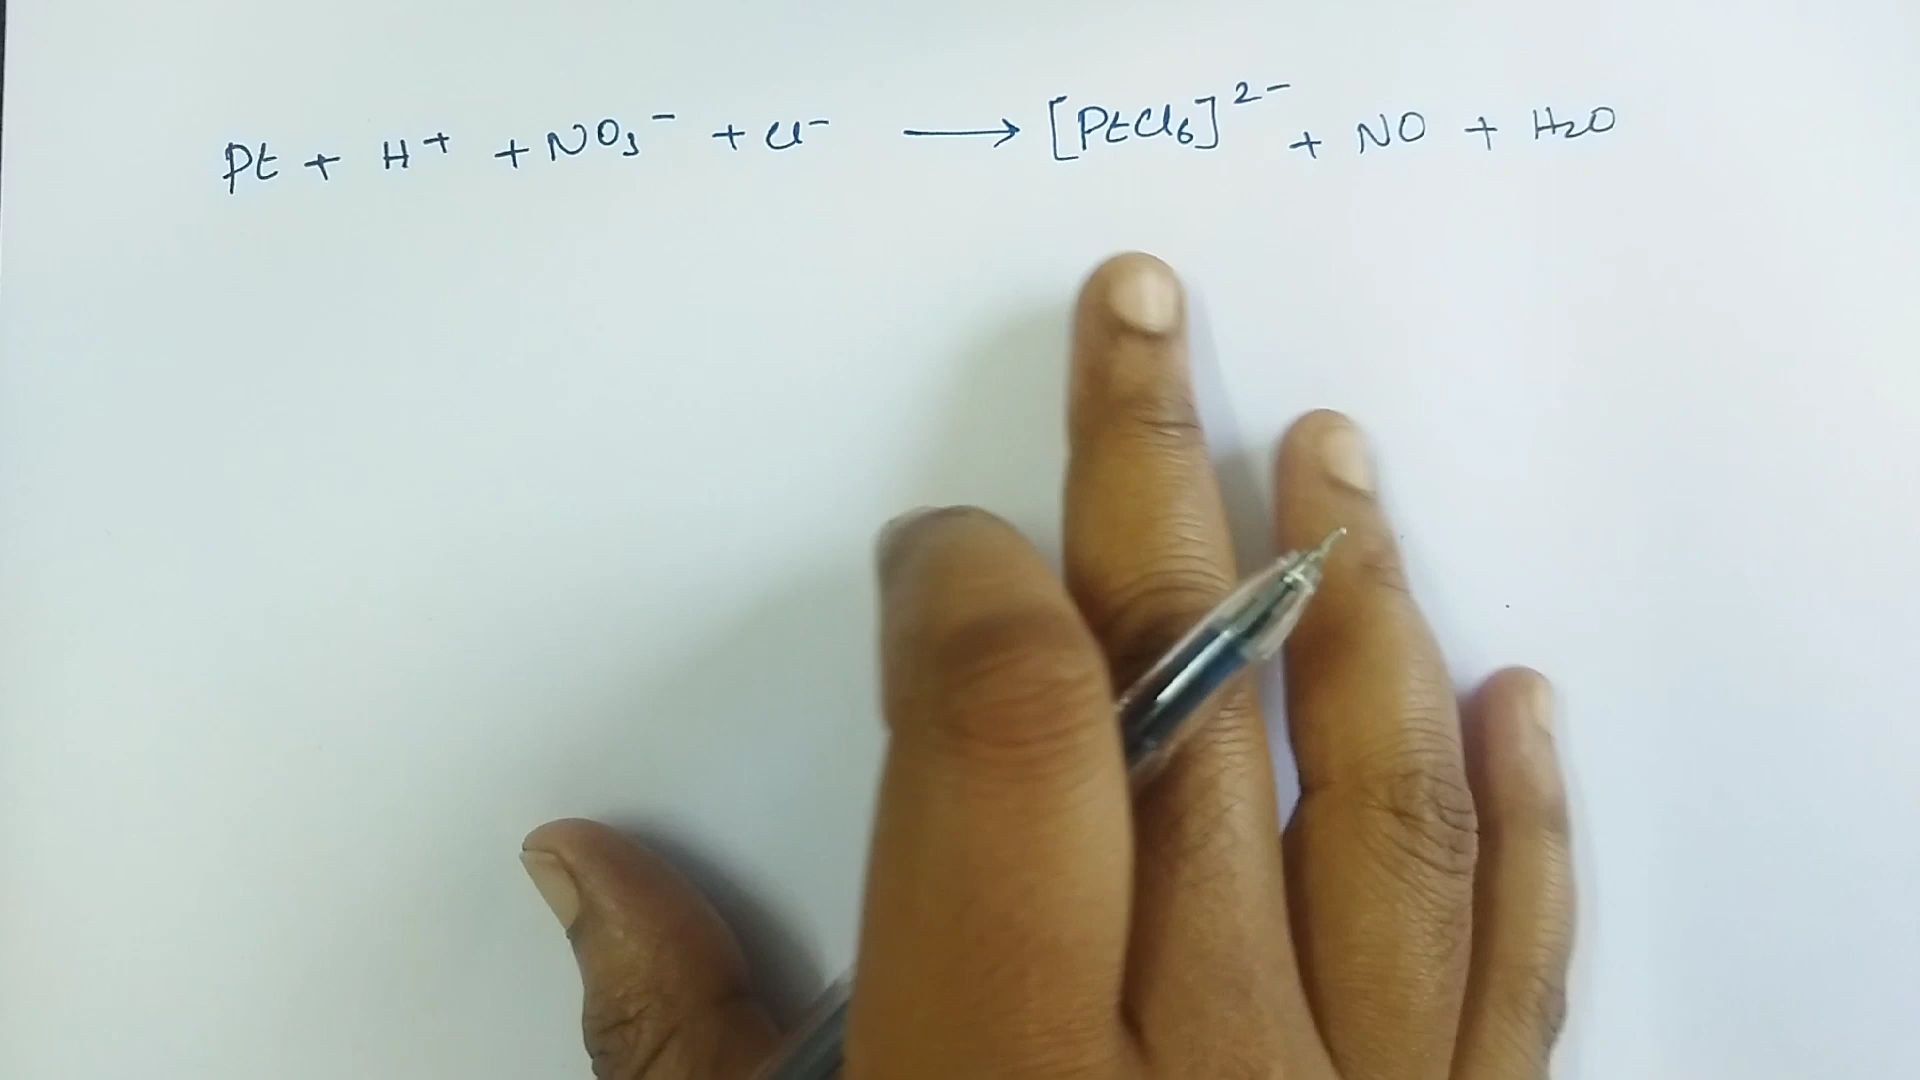 Pt + H⁺ + NO₃⁻ + Cl⁻ ⟶ [PtCl₆]²⁻ + NO + H₂O